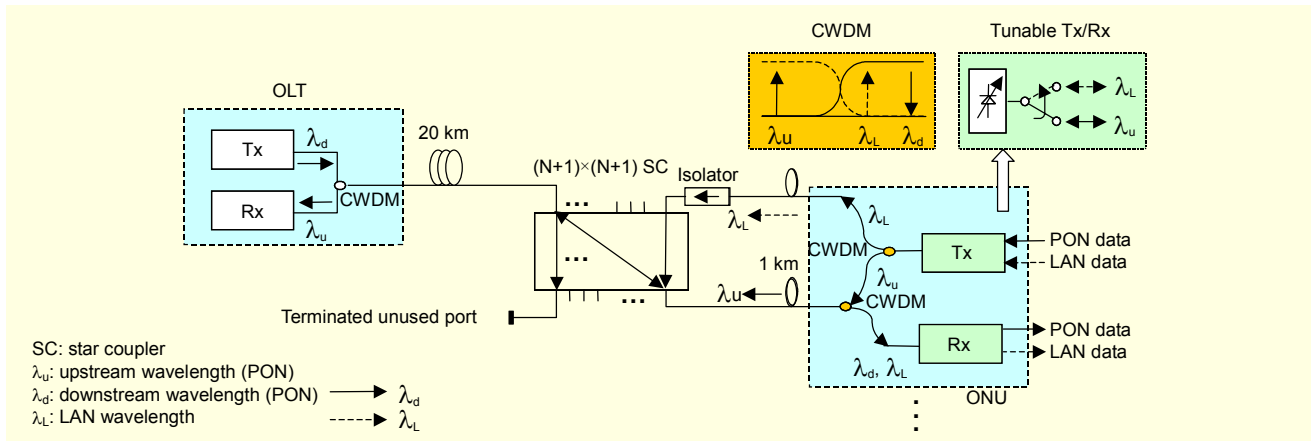 CWDM
Tunable Tx/Rx
λu
λL
λd
λL
λu
OLT
Tx
λd
Rx
λu
CWDM
20 km
(N+1)×(N+1) SC
...
...
...
Isolator
λL
1 km
λu
λL
CWDM
λu
CWDM
Tx
PON data
LAN data
Rx
PON data
LAN data
λd, λL
ONU
Terminated unused port
SC: star coupler
λu: upstream wavelength (PON)
λd: downstream wavelength (PON)
λL: LAN wavelength
λd
λL